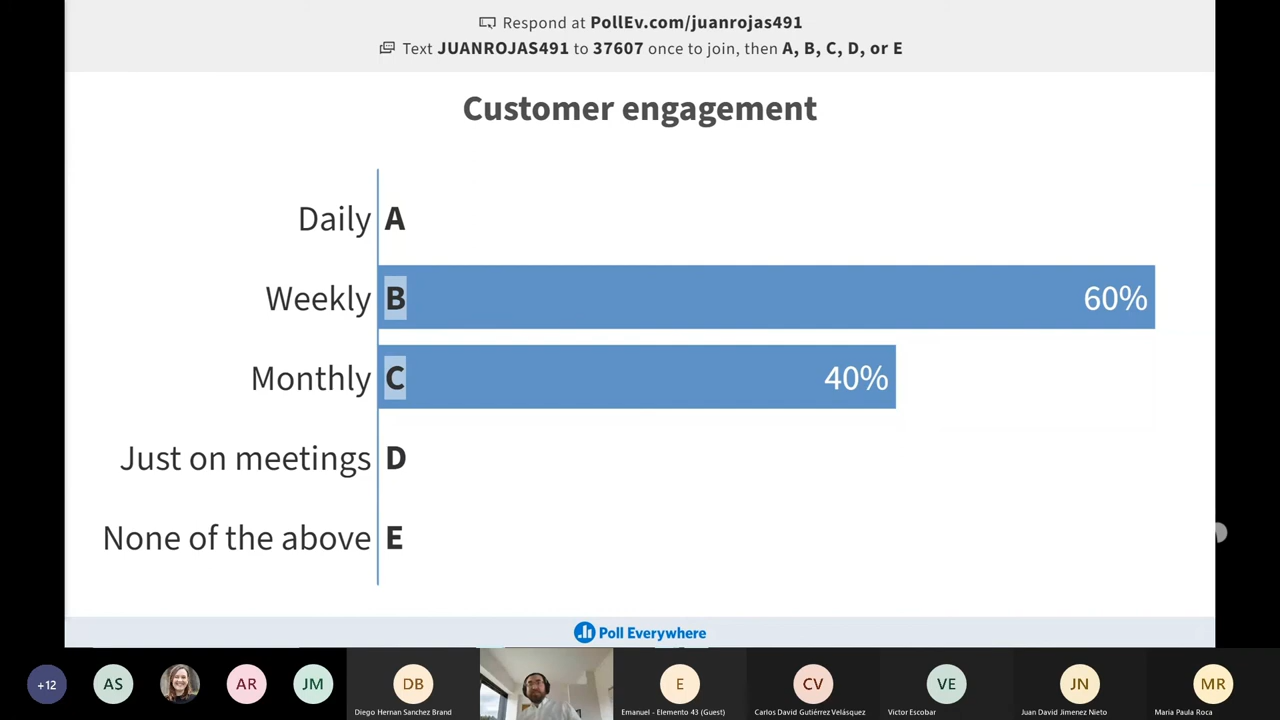 Respond at PollEv.com/juanrojas491
Text JUANROJAS491 to 37607 once to join, then A, B, C, D, or E
Customer engagement
Daily A
Weekly B 60%
Monthly C 40%
Just on meetings D
None of the above E
Poll Everywhere
+12 AS AR JM DB E CV VE JN MR
Diego Hernan Sanchez Brand Emanuel - Elemento 43 (Guest) Carlos David Gutiérrez Velásquez Victor Escobar Juan David Jimenez Nieto Maria Paula Roca